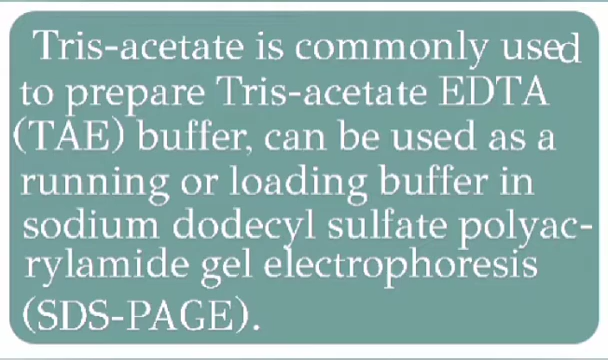 Tris-acetate is commonly used
to prepare Tris-acetate EDTA
(TAE) buffer, can be used as a
running or loading buffer in
sodium dodecyl sulfate polyac-
rylamide gel electrophoresis
(SDS-PAGE).